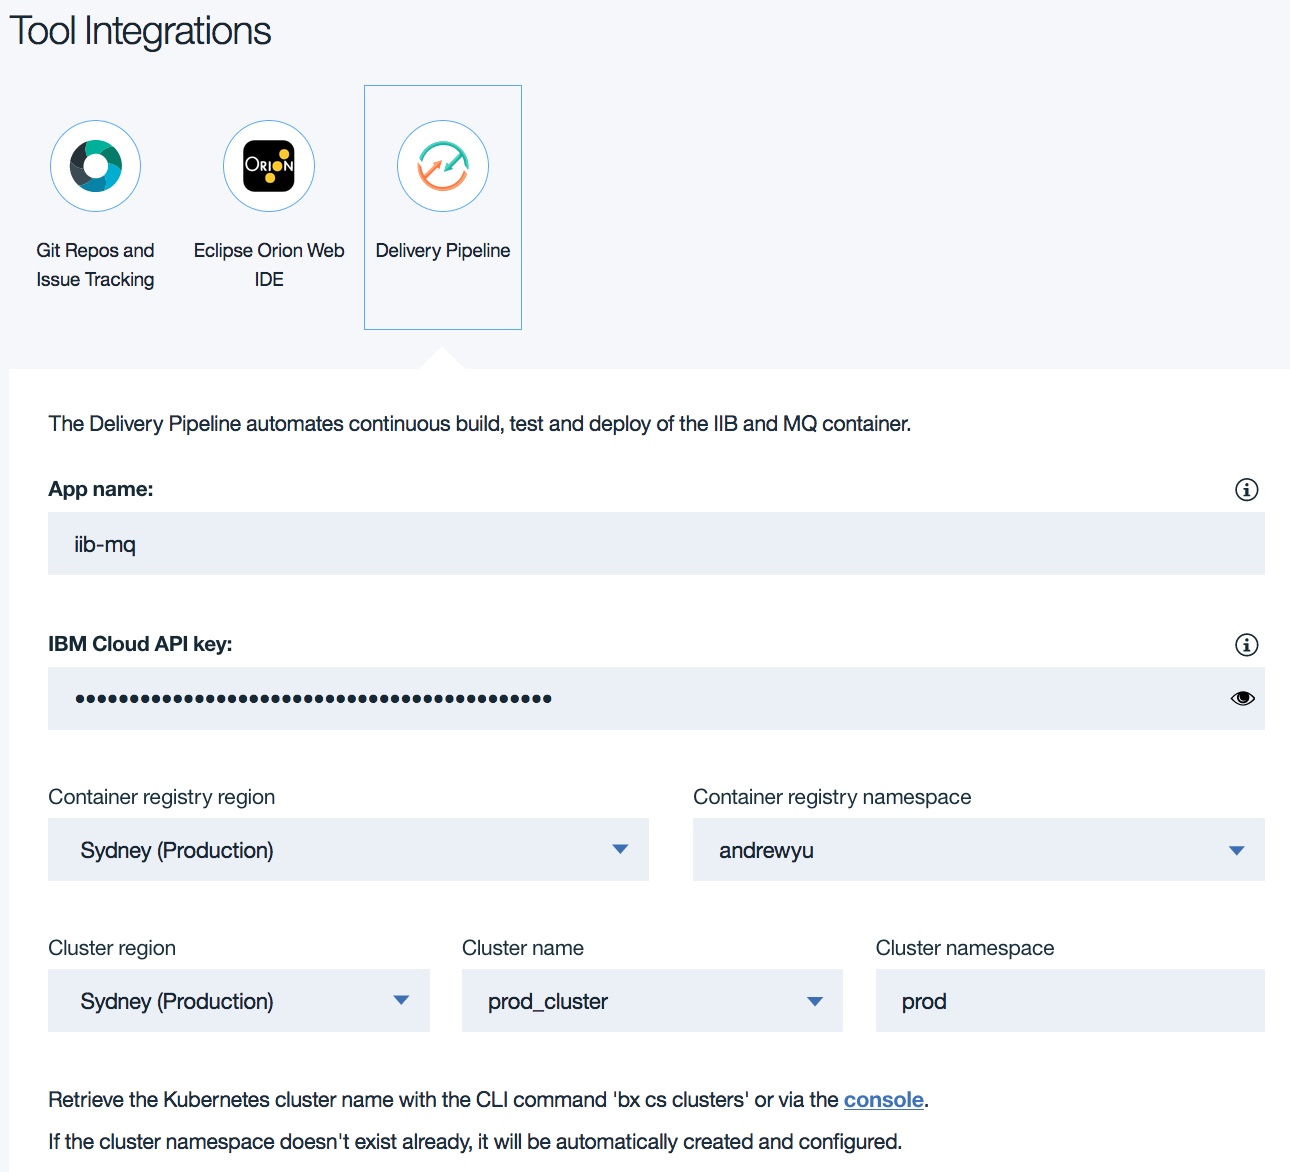 Tool Integrations
ORION
Git Repos and
Issue Tracking
Eclipse Orion Web
IDE
Delivery Pipeline
The Delivery Pipeline automates continuous build, test and deploy of the IIB and MQ container.
App name:
iib-mq
IBM Cloud API key:
••••••••••••••••••••••••••••••••••••••••••••
Container registry region
Container registry namespace
Sydney (Production)
andrewyu
Cluster region
Cluster name
Cluster namespace
Sydney (Production)
prod_cluster
prod
Retrieve the Kubernetes cluster name with the CLI command 'bx cs clusters' or via the console.
If the cluster namespace doesn't exist already, it will be automatically created and configured.